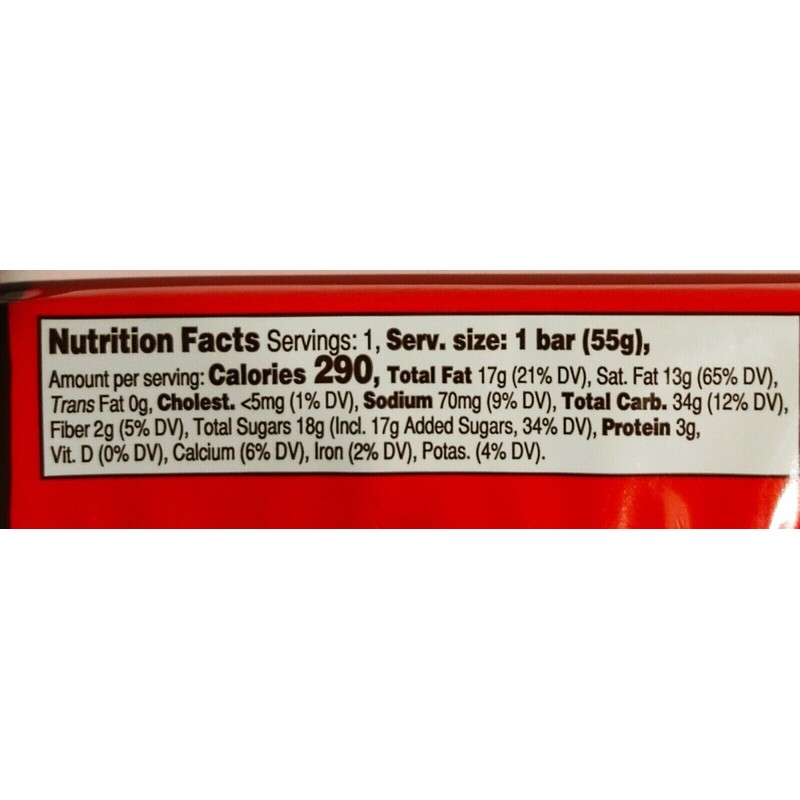 Nutrition Facts Servings: 1, Serv. size: 1 bar (55g),
Amount per serving: Calories 290, Total Fat 17g (21% DV), Sat. Fat 13g (65% DV),
Trans Fat 0g, Cholest. <5mg (1% DV), Sodium 70mg (9% DV), Total Carb. 34g (12% DV),
Fiber 2g (5% DV), Total Sugars 18g (Incl. 17g Added Sugars, 34% DV), Protein 3g,
Vit. D (0% DV), Calcium (6% DV), Iron (2% DV), Potas. (4% DV).